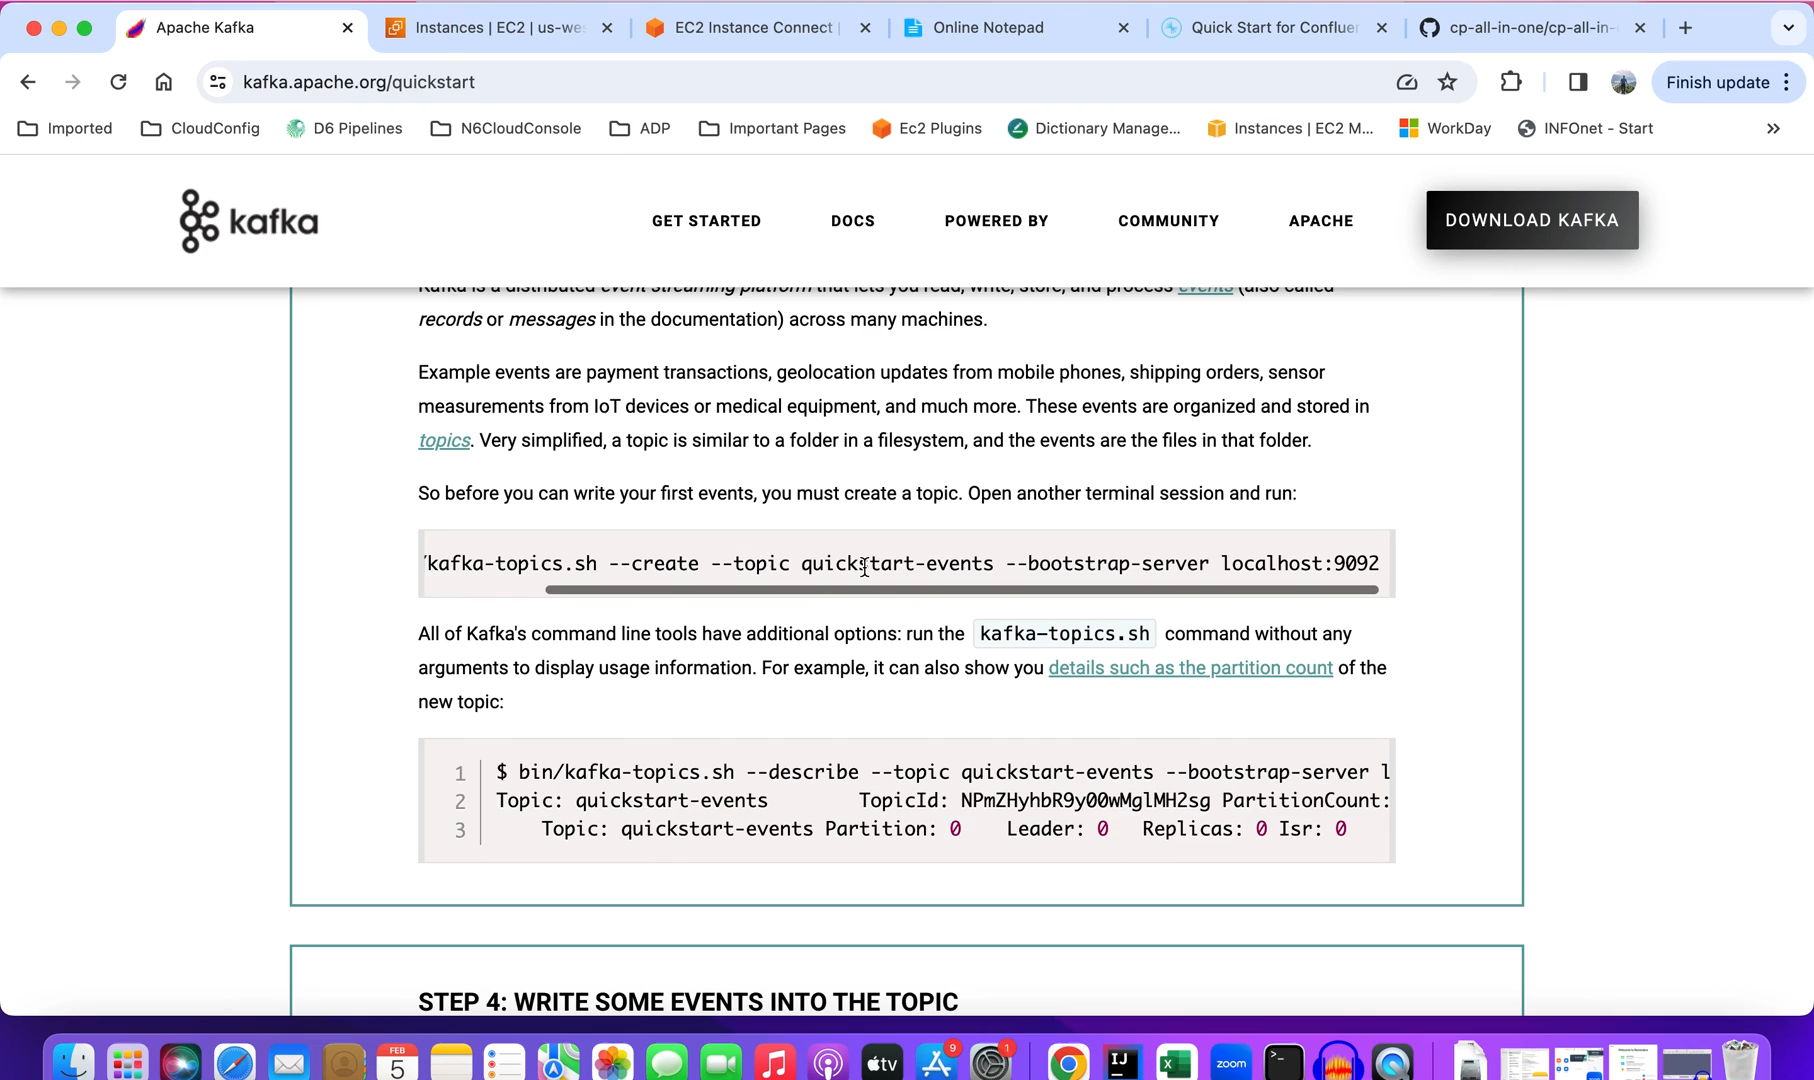 Apache Kafka
Instances | EC2 | us-wes
EC2 Instance Connect |
Online Notepad
Quick Start for Confluen
cp-all-in-one/cp-all-in-
kafka.apache.org/quickstart
Finish update
Imported
CloudConfig
D6 Pipelines
N6CloudConsole
ADP
Important Pages
Ec2 Plugins
Dictionary Manage...
Instances | EC2 M...
WorkDay
INFOnet - Start
kafka
GET STARTED
DOCS
POWERED BY
COMMUNITY
APACHE
DOWNLOAD KAFKA
Kafka is a distributed event streaming platform that lets you read, write, store, and process events (also called
records or messages in the documentation) across many machines.
Example events are payment transactions, geolocation updates from mobile phones, shipping orders, sensor
measurements from IoT devices or medical equipment, and much more. These events are organized and stored in
topics. Very simplified, a topic is similar to a folder in a filesystem, and the events are the files in that folder.
So before you can write your first events, you must create a topic. Open another terminal session and run:
/kafka-topics.sh --create --topic quickstart-events --bootstrap-server localhost:9092
All of Kafka's command line tools have additional options: run the kafka-topics.sh command without any
arguments to display usage information. For example, it can also show you details such as the partition count of the
new topic:
1 $ bin/kafka-topics.sh --describe --topic quickstart-events --bootstrap-server l
2 Topic: quickstart-events TopicId: NPmZHyhbR9y00wMglMH2sg PartitionCount:
3 Topic: quickstart-events Partition: 0 Leader: 0 Replicas: 0 Isr: 0
STEP 4: WRITE SOME EVENTS INTO THE TOPIC
FEB
5
tv
9
1
IJ
X
zoom
>_